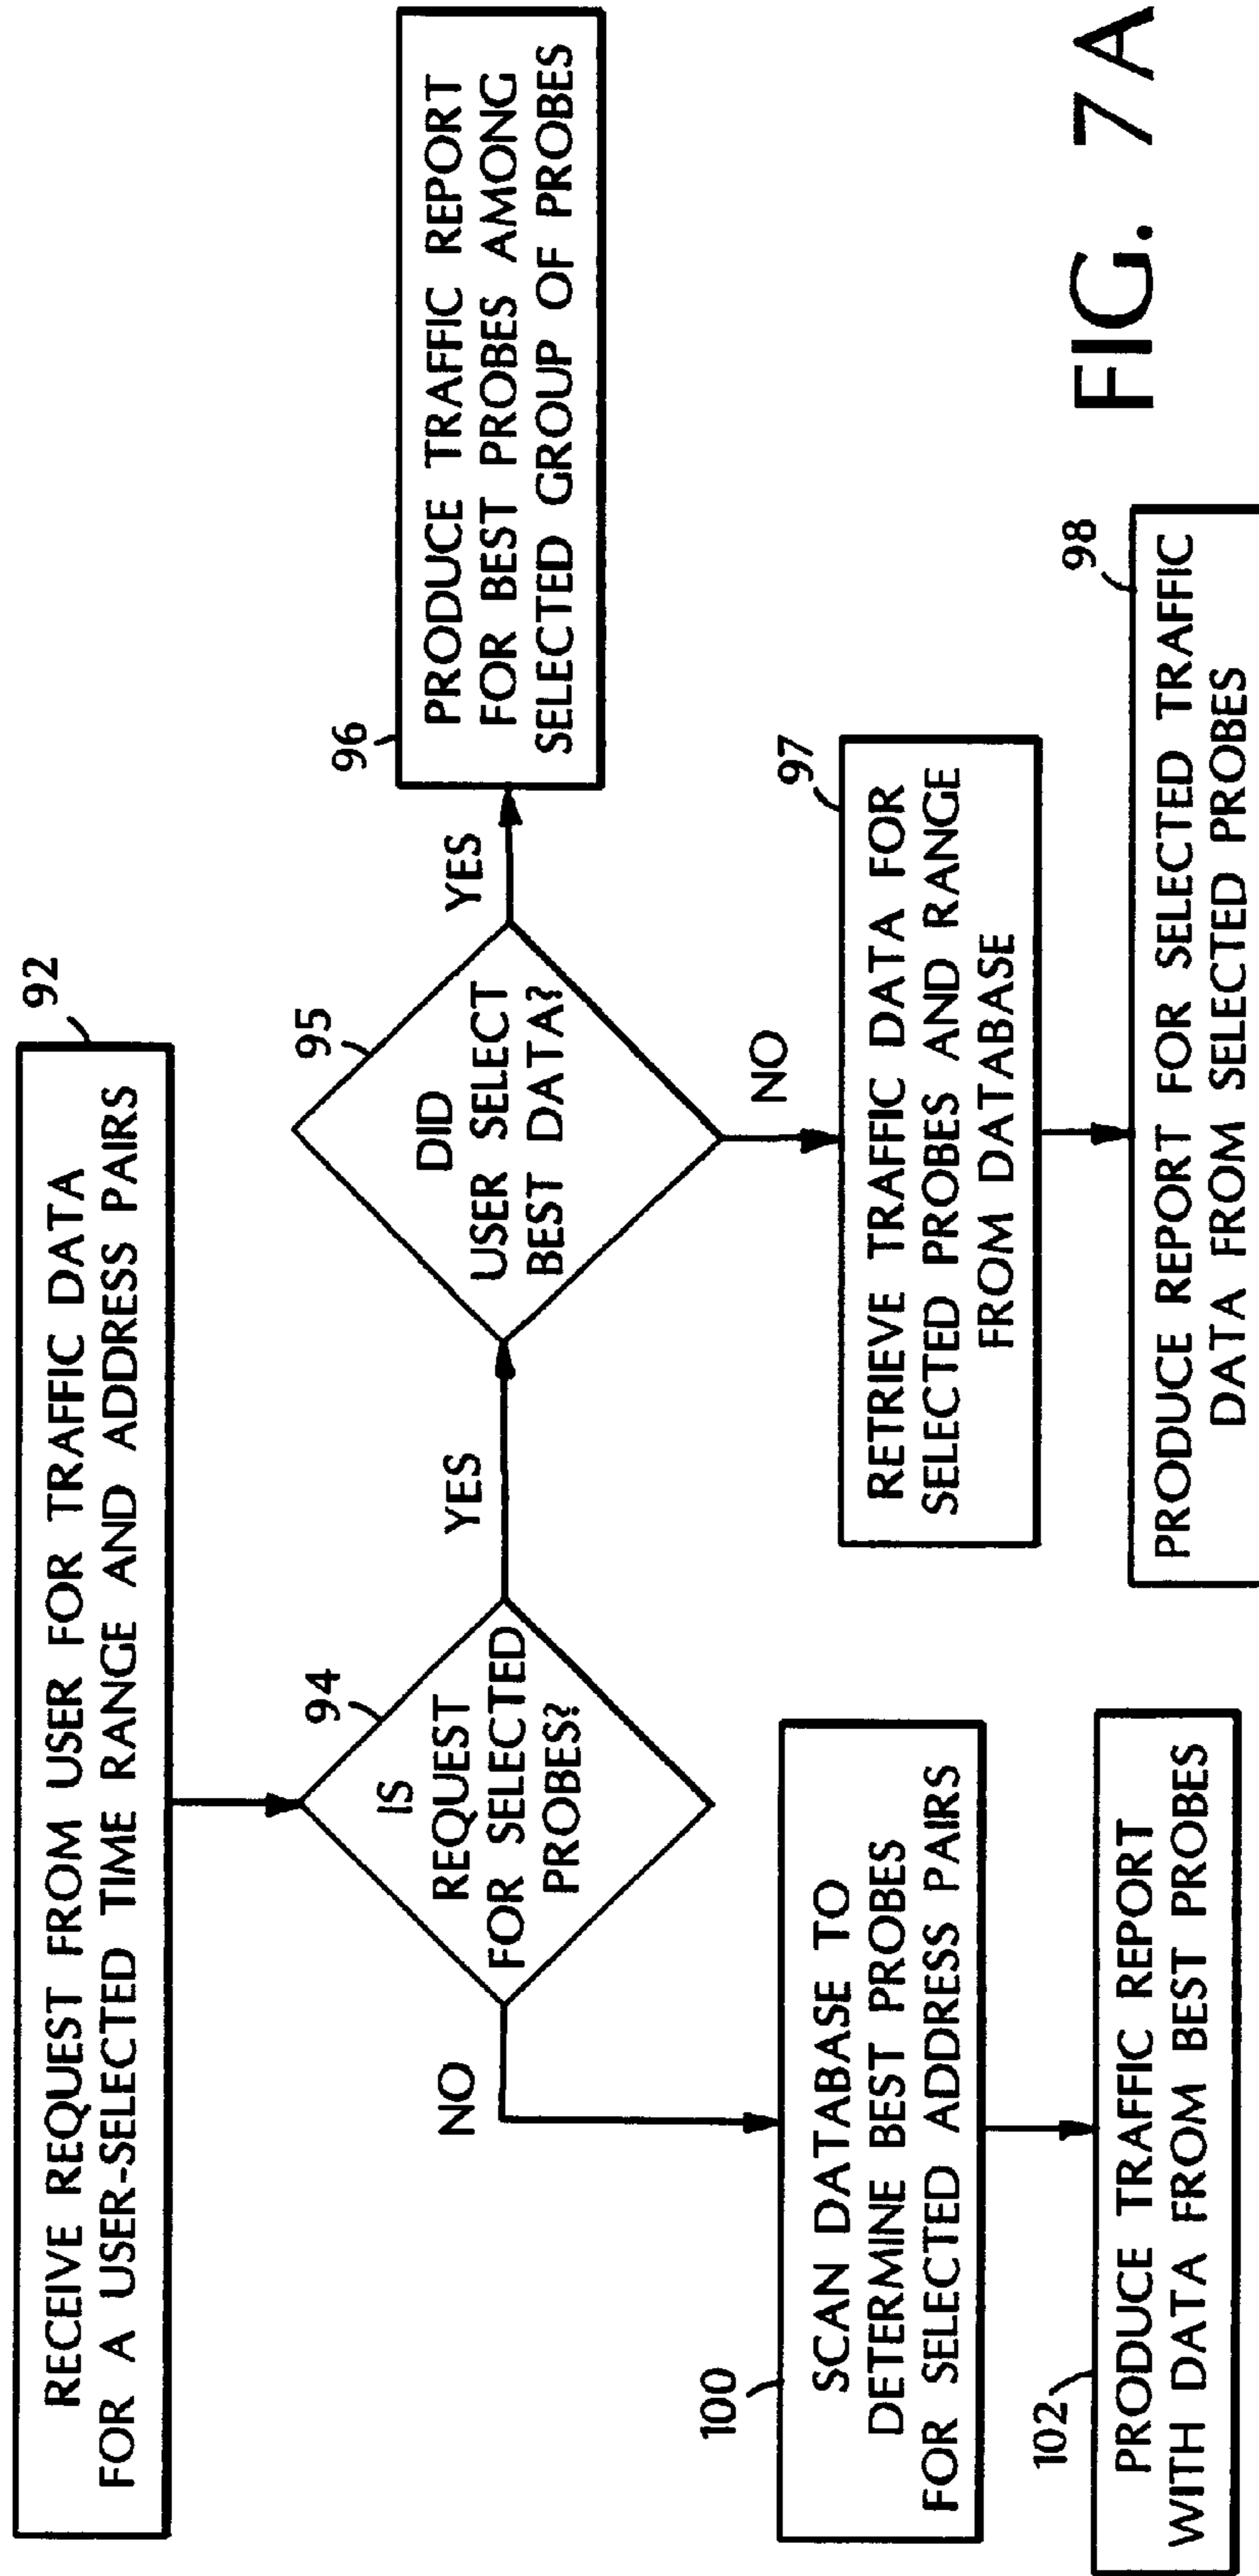 RECEIVE REQUEST FROM USER FOR TRAFFIC DATA
FOR A USER-SELECTED TIME RANGE AND ADDRESS PAIRS
92
94
IS
REQUEST
FOR SELECTED
PROBES?
YES
NO
95
DID
USER SELECT
BEST DATA?
YES
NO
96
PRODUCE TRAFFIC REPORT
FOR BEST PROBES AMONG
SELECTED GROUP OF PROBES
97
RETRIEVE TRAFFIC DATA FOR
SELECTED PROBES AND RANGE
FROM DATABASE
98
PRODUCE REPORT FOR SELECTED TRAFFIC
DATA FROM SELECTED PROBES
100
SCAN DATABASE TO
DETERMINE BEST PROBES
FOR SELECTED ADDRESS PAIRS
102
PRODUCE TRAFFIC REPORT
WITH DATA FROM BEST PROBES
FIG. 7A